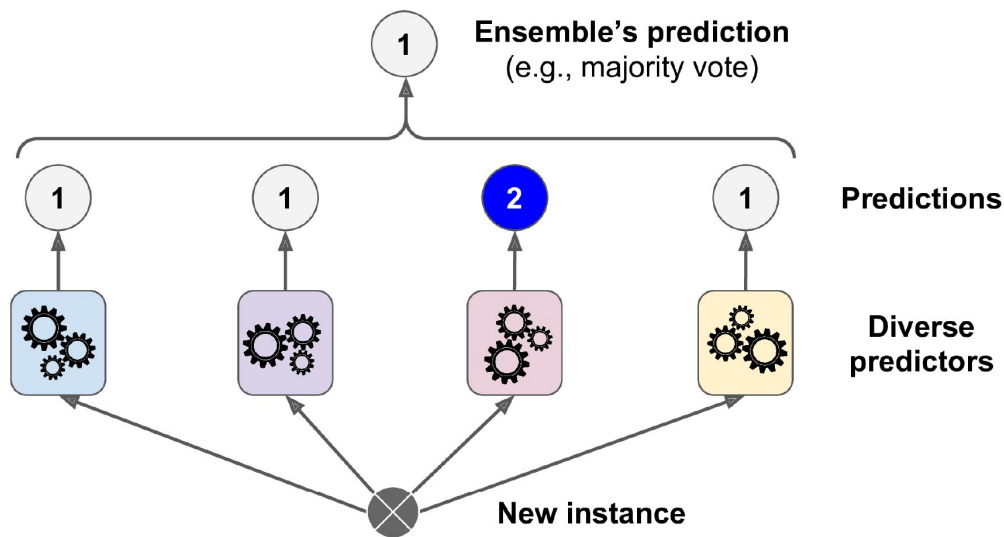 1
Ensemble’s prediction
(e.g., majority vote)
1 1 2 1 Predictions
Diverse
predictors
New instance